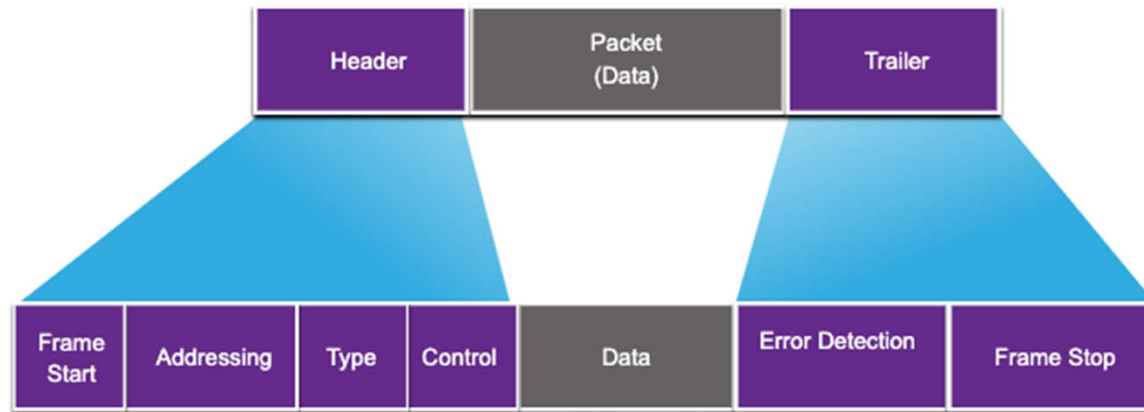 Header
Packet
(Data)
Trailer
Frame
Start
Addressing
Type
Control
Data
Error Detection
Frame Stop